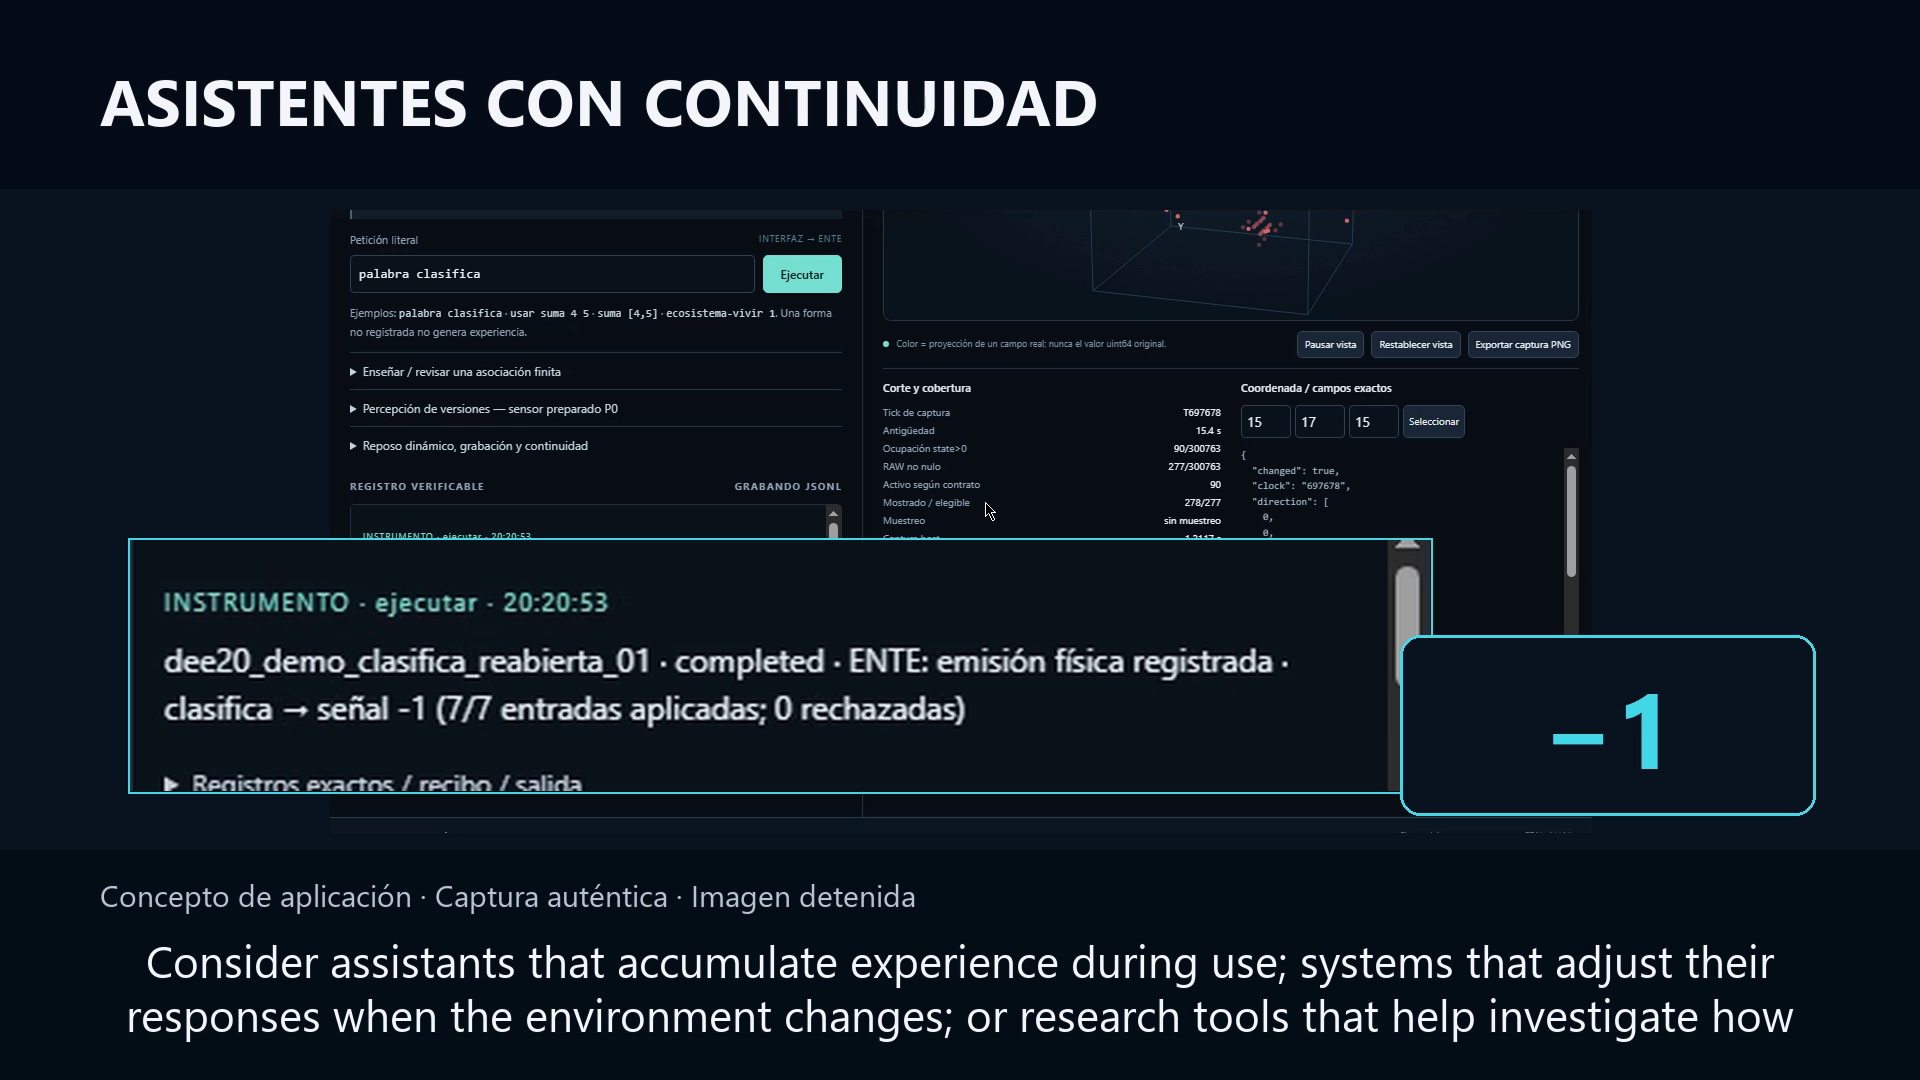 ASISTENTES CON CONTINUIDAD
Petición literal
INTERFAZ → ENTE
palabra clasifica
Ejecutar
Ejemplos: palabra clasifica · usar suma 4 5 · suma [4,5] · ecosistema-vivir 1. Una forma
no registrada no genera experiencia.
▶ Enseñar / revisar una asociación finita
▶ Percepción de versiones — sensor preparado P0
▶ Reposo dinámico, grabación y continuidad
REGISTRO VERIFICABLE
GRABANDO JSONL
INSTRUMENTO · ejecutar · 20:20:53
Y
Color = proyección de un campo real; nunca el valor uint64 original.
Pausar vista
Restablecer vista
Exportar captura PNG
Corte y cobertura
Tick de captura T697678
Antigüedad 15.4 s
Ocupación state>0 90/300763
RAW no nulo 277/300763
Activo según contrato 90
Mostrado / elegible 278/277
Muestreo sin muestreo
Coordenada / campos exactos
15 17 15 Seleccionar
{
"changed": true,
"clock": "697678",
"direction": [
0,
0,
INSTRUMENTO · ejecutar · 20:20:53
dee20_demo_clasifica_reabierta_01 · completed · ENTE: emisión física registrada ·
clasifica → señal -1 (7/7 entradas aplicadas; 0 rechazadas)
▶ Registros exactos / recibo / salida
–1
Concepto de aplicación · Captura auténtica · Imagen detenida
Consider assistants that accumulate experience during use; systems that adjust their
responses when the environment changes; or research tools that help investigate how